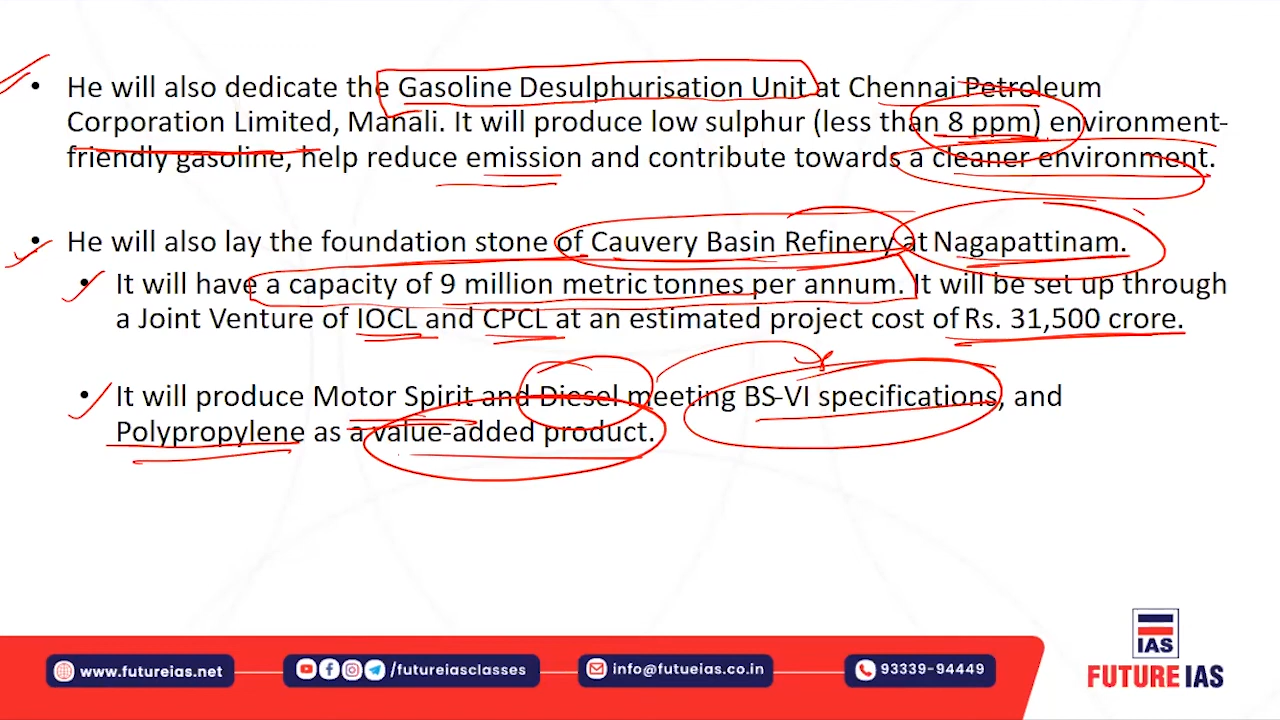 • He will also dedicate the Gasoline Desulphurisation Unit at Chennai Petroleum
Corporation Limited, Manali. It will produce low sulphur (less than 8 ppm) environment-
friendly gasoline, help reduce emission and contribute towards a cleaner environment.
• He will also lay the foundation stone of Cauvery Basin Refinery at Nagapattinam.
• It will have a capacity of 9 million metric tonnes per annum. It will be set up through
a Joint Venture of IOCL and CPCL at an estimated project cost of Rs. 31,500 crore.
• It will produce Motor Spirit and Diesel meeting BS-VI specifications, and
Polypropylene as a value-added product.
IAS
FUTURE IAS
www.futureias.net
/futureiasclasses
info@futueias.co.in
93339-94449